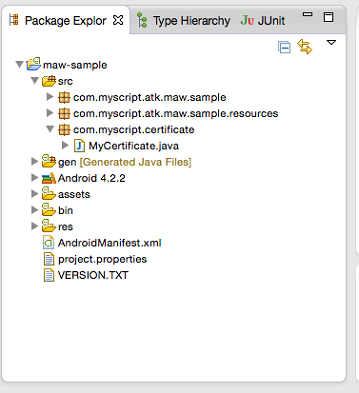 Package Explor Type Hierarchy JU JUnit
maw-sample
src
com.myscript.atk.maw.sample
com.myscript.atk.maw.sample.resources
com.myscript.certificate
MyCertificate.java
gen [Generated Java Files]
Android 4.2.2
assets
bin
res
AndroidManifest.xml
project.properties
VERSION.TXT